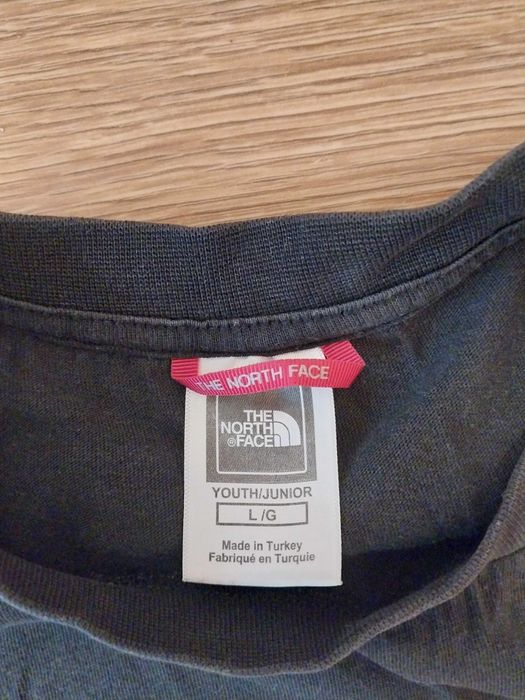 THE NORTH FACE
THE
NORTH
®FACE
YOUTH/JUNIOR
L /G
Made in Turkey
Fabriqué en Turquie